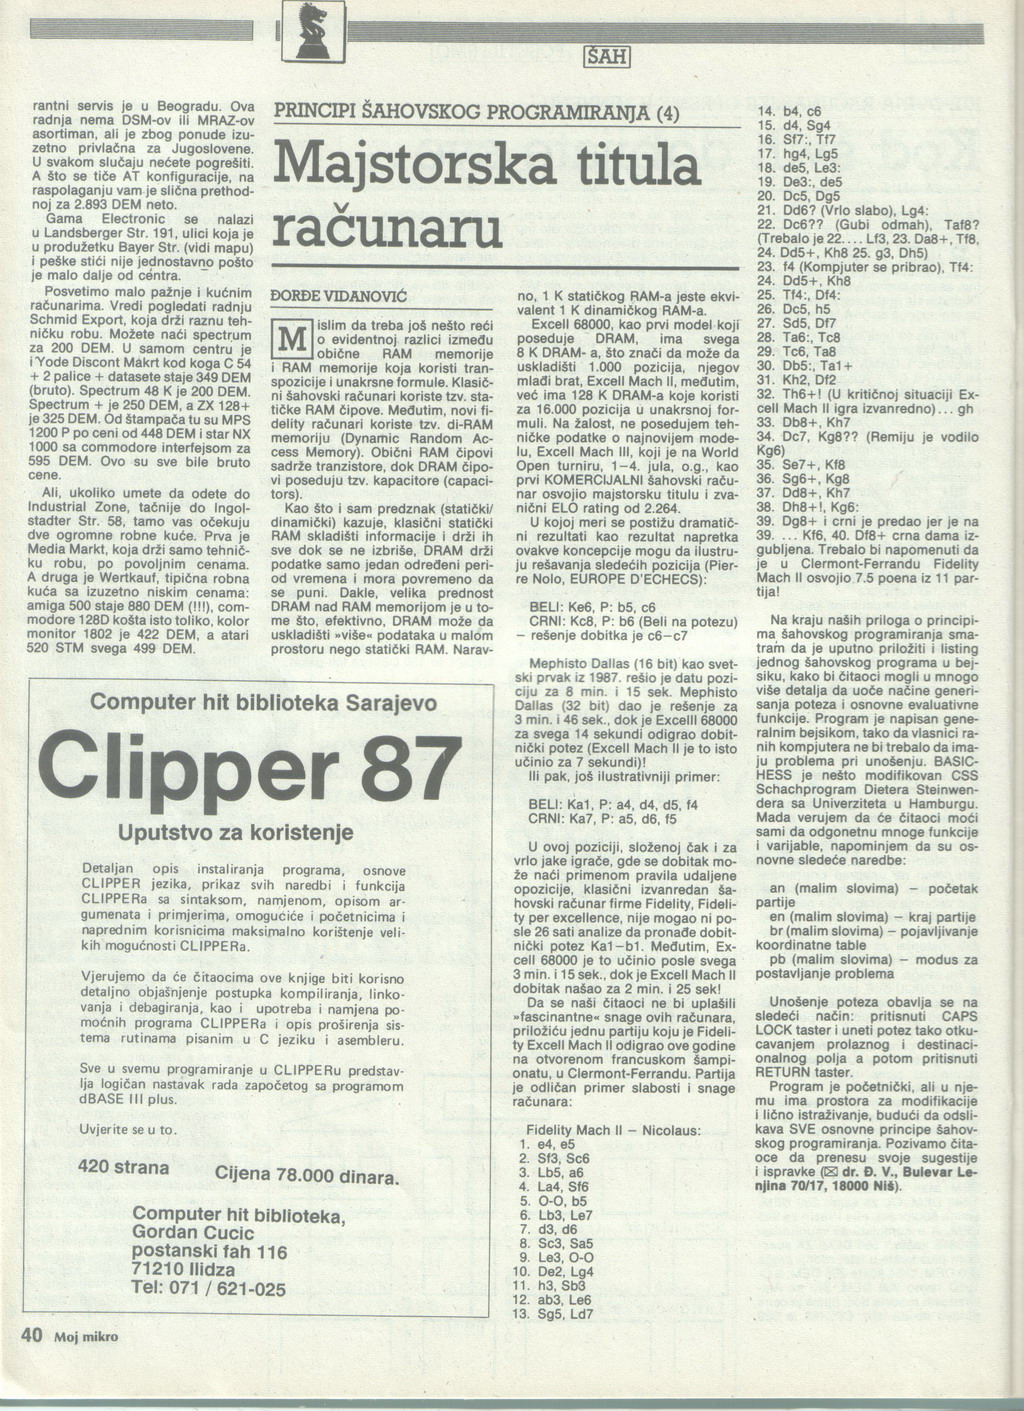 ŠAH
rantni servis je u Beogradu. Ova
radnja nema DSM-ov ili MRAZ-ov
asortiman, ali je zbog ponude izu-
zetno privlačna za Jugoslovene.
U svakom slučaju nećete pogrešiti.
A što se tiče AT konfiguracije, na
raspolaganju vam je slična prethod-
noj za 2.893 DEM neto.
Gama Electronic se nalazi
u Landsberger Str. 191, ulici koja je
u produžetku Bayer Str. (vidi mapu)
i peške stići nije jednostavno pošto
je malo dalje od centra.
Posvetimo malo pažnje i kućnim
računarima. Vredi pogledati radnju
Schmid Export, koja drži raznu teh-
ničku robu. Možete naći spectrum
za 200 DEM. U samom centru je
i Yode Discont Makrt kod koga C 54
+ 2 palice + datasete staje 349 DEM
(bruto). Spectrum 48 K je 200 DEM.
Spectrum + je 250 DEM, a ZX 128+
je 325 DEM. Od štampača tu su MPS
1200 P po ceni od 448 DEM i star NX
1000 sa commodore interfejsom za
595 DEM. Ovo su sve bile bruto
cene.
Ali, ukoliko umete da odete do
Industrial Zone, tačnije do Ingol-
stadter Str. 58, tamo vas očekuju
dve ogromne robne kuće. Prva je
Media Markt, koja drži samo tehnič-
ku robu, po povoljnim cenama.
A druga je Wertkauf, tipična robna
kuća sa izuzetno niskim cenama:
amiga 500 staje 880 DEM (!!!), com-
modore 128D košta isto toliko, kolor
monitor 1802 je 422 DEM, a atari
520 STM svega 499 DEM.
PRINCIPI ŠAHOVSKOG PROGRAMIRANJA (4)
Majstorska titula
računaru
ĐORĐE VIDANOVIĆ
Mislim da treba još nešto reći
o evidentnoj razlici između
obične RAM memorije
i RAM memorije koja koristi tran-
spozicije i unakrsne formule. Klasič-
ni šahovski računari koriste tzv. sta-
tičke RAM čipove. Međutim, novi fi-
delity računari koriste tzv. di-RAM
memoriju (Dynamic Random Ac-
cess Memory). Obični RAM čipovi
sadrže tranzistore, dok DRAM čipo-
vi poseduju tzv. kapacitore (capaci-
tors).
Kao što i sam predznak (statički/
dinamički) kazuje, klasični statički
RAM skladišti informacije i drži ih
sve dok se ne izbriše, DRAM drži
podatke samo jedan određeni peri-
od vremena i mora povremeno da
se puni. Dakle, velika prednost
DRAM nad RAM memorijom je u to-
me što, efektivno, DRAM može da
uskladišti »više« podataka u malom
prostoru nego statički RAM. Narav-
no, 1 K statičkog RAM-a jeste ekvi-
valent 1 K dinamičkog RAM-a.
Excell 68000, kao prvi model koji
poseduje DRAM, ima svega
8 K DRAM- a, što znači da može da
uskladišti 1.000 pozicija, njegov
mlađi brat, Excell Mach II, međutim,
već ima 128 K DRAM-a koje koristi
za 16.000 pozicija u unakrsnoj for-
muli. Na žalost, ne posedujem teh-
ničke podatke o najnovijem mode-
lu, Excell Mach III, koji je na World
Open turniru, 1–4. jula, o.g., kao
prvi KOMERCIJALNI šahovski raču-
nar osvojio majstorsku titulu i zva-
nični ELO rating od 2.264.
U kojoj meri se postižu dramatič-
ni rezultati kao rezultat napretka
ovakve koncepcije mogu da ilustru-
ju rešavanja sledećih pozicija (Pier-
re Nolo, EUROPE D'ECHECS):
BELI: Ke6, P: b5, c6
CRNI: Kc8, P: b6 (Beli na potezu)
– rešenje dobitka je c6–c7
Mephisto Dallas (16 bit) kao svet-
ski prvak iz 1987. rešio je datu pozi-
ciju za 8 min. i 15 sek. Mephisto
Dallas (32 bit) dao je rešenje za
3 min. i 46 sek., dok je Excelll 68000
za svega 14 sekundi odigrao dobit-
nički potez (Excell Mach II je to isto
učinio za 7 sekundi)!
Ili pak, još ilustrativniji primer:
BELI: Ka1, P: a4, d4, d5, f4
CRNI: Ka7, P: a5, d6, f5
U ovoj poziciji, složenoj čak i za
vrlo jake igrače, gde se dobitak mo-
že naći primenom pravila udaljene
opozicije, klasični izvanredan ša-
hovski računar firme Fidelity, Fideli-
ty per excellence, nije mogao ni po-
sle 26 sati analize da pronađe dobit-
nički potez Ka1–b1. Međutim, Ex-
cell 68000 je to učinio posle svega
3 min. i 15 sek., dok je Excell Mach II
dobitak našao za 2 min. i 25 sek!
Da se naši čitaoci ne bi uplašili
»fascinantne« snage ovih računara,
priložiću jednu partiju koju je Fideli-
ty Excell Mach II odigrao ove godine
na otvorenom francuskom šampi-
onatu, u Clermont-Ferrandu. Partija
je odličan primer slabosti i snage
računara:
Fidelity Mach II – Nicolaus:
1. e4, e5
2. Sf3, Sc6
3. Lb5, a6
4. La4, Sf6
5. O-O, b5
6. Lb3, Le7
7. d3, d6
8. Sc3, Sa5
9. Le3, O-O
10. De2, Lg4
11. h3, Sb3
12. ab3, Le6
13. Sg5, Ld7
14. b4, c6
15. d4, Sg4
16. Sf7:, Tf7
17. hg4, Lg5
18. de5, Le3:
19. De3:, de5
20. Dc5, Dg5
21. Dd6? (Vrlo slabo), Lg4:
22. Dc6?? (Gubi odmah), Taf8?
(Trebalo je 22.... Lf3, 23. Da8+, Tf8,
24. Dd5+, Kh8 25. g3, Dh5)
23. f4 (Kompjuter se pribrao), Tf4:
24. Dd5+, Kh8
25. Tf4:, Df4:
26. Dc5, h5
27. Sd5, Df7
28. Ta6:, Tc8
29. Tc6, Ta8
30. Db5:, Ta1+
31. Kh2, Df2
32. Th6+! (U kritičnoj situaciji Ex-
cell Mach II igra izvanredno)... gh
33. Db8+, Kh7
34. Dc7, Kg8?? (Remiju je vodilo
Kg6)
35. Se7+, Kf8
36. Sg6+, Kg8
37. Dd8+, Kh7
38. Dh8+!, Kg6:
39. Dg8+ i crni je predao jer je na
39. ... Kf6, 40. Df8+ crna dama iz-
gubljena. Trebalo bi napomenuti da
je u Clermont-Ferrandu Fidelity
Mach II osvojio 7.5 poena iz 11 par-
tija!
Na kraju naših priloga o principi-
ma šahovskog programiranja sma-
tram da je uputno priložiti i listing
jednog šahovskog programa u bej-
siku, kako bi čitaoci mogli u mnogo
više detalja da uoče načine generi-
sanja poteza i osnovne evaluativne
funkcije. Program je napisan gene-
ralnim bejsikom, tako da vlasnici ra-
nih kompjutera ne bi trebalo da ima-
ju problema pri unošenju. BASIC-
HESS je nešto modifikovan CSS
Schachprogram Dietera Steinwen-
dera sa Univerziteta u Hamburgu.
Mada verujem da će čitaoci moći
sami da odgonetnu mnoge funkcije
i varijable, napominjem da su os-
novne sledeće naredbe:
an (malim slovima) – početak
partije
en (malim slovima) – kraj partije
br (malim slovima) – pojavljivanje
koordinatne table
pb (malim slovima) – modus za
postavljanje problema
Unošenje poteza obavlja se na
sledeći način: pritisnuti CAPS
LOCK taster i uneti potez tako otku-
cavanjem prolaznog i destinaci-
onalnog polja a potom pritisnuti
RETURN taster.
Program je početnički, ali u nje-
mu ima prostora za modifikacije
i lično istraživanje, budući da odsli-
kava SVE osnovne principe šahov-
skog programiranja. Pozivamo čita-
oce da prenesu svoje sugestije
i ispravke (✉ dr. Đ. V., Bulevar Le-
njina 70/17, 18000 Niš).
Computer hit biblioteka Sarajevo
Clipper 87
Uputstvo za koristenje
Detaljan opis instaliranja programa, osnove
CLIPPER jezika, prikaz svih naredbi i funkcija
CLIPPERa sa sintaksom, namjenom, opisom ar-
gumenata i primjerima, omogućiće i početnicima i
naprednim korisnicima maksimalno korištenje veli-
kih mogućnosti CLIPPERa.
Vjerujemo da će čitaocima ove knjige biti korisno
detaljno objašnjenje postupka kompiliranja, linko-
vanja i debagiranja, kao i upotreba i namjena po-
moćnih programa CLIPPERa i opis proširenja sis-
tema rutinama pisanim u C jeziku i asembleru.
Sve u svemu programiranje u CLIPPERu predstav-
lja logičan nastavak rada započetog sa programom
dBASE III plus.
Uvjerite se u to.
420 strana
Cijena 78.000 dinara.
Computer hit biblioteka,
Gordan Cucic
postanski fah 116
71210 Ilidza
Tel: 071 / 621-025
40 Moj mikro